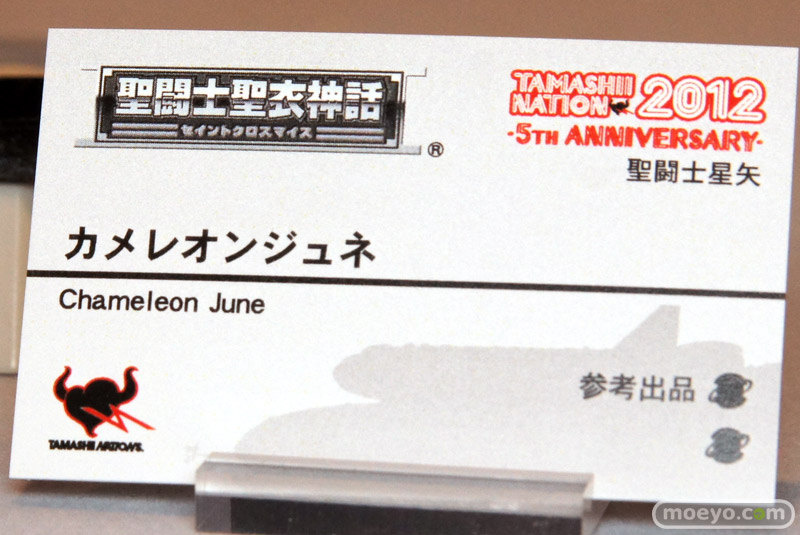 聖闘士聖衣神話
セイントクロスマイス
®
TAMASHII
NATION 2012
-5TH ANNIVERSARY-
聖闘士星矢
カメレオンジュネ
Chameleon June
参考出品
TAMASHII NATIONS.
moeyo.com